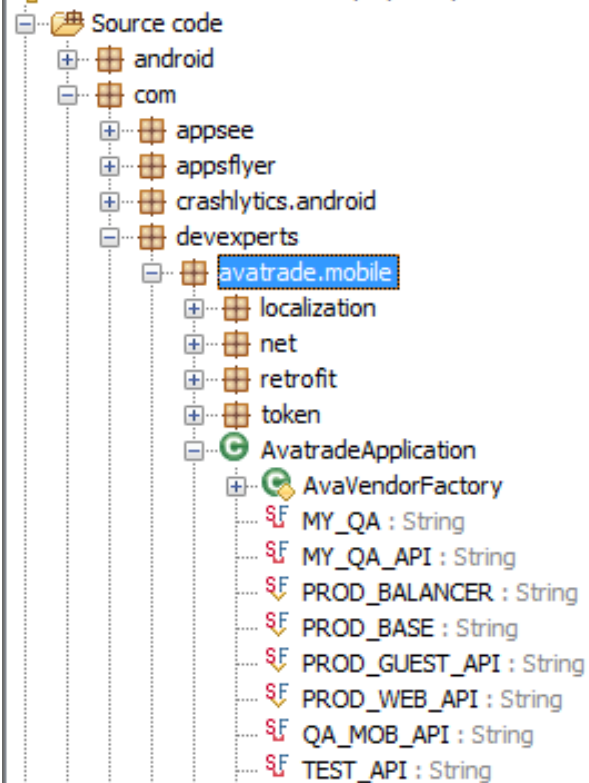 Source code
android
com
appsee
appsflyer
crashlytics.android
devexperts
avatrade.mobile
localization
net
retrofit
token
AvatradeApplication
AvaVendorFactory
MY_QA : String
MY_QA_API : String
PROD_BALANCER : String
PROD_BASE : String
PROD_GUEST_API : String
PROD_WEB_API : String
QA_MOB_API : String
TEST_API : String